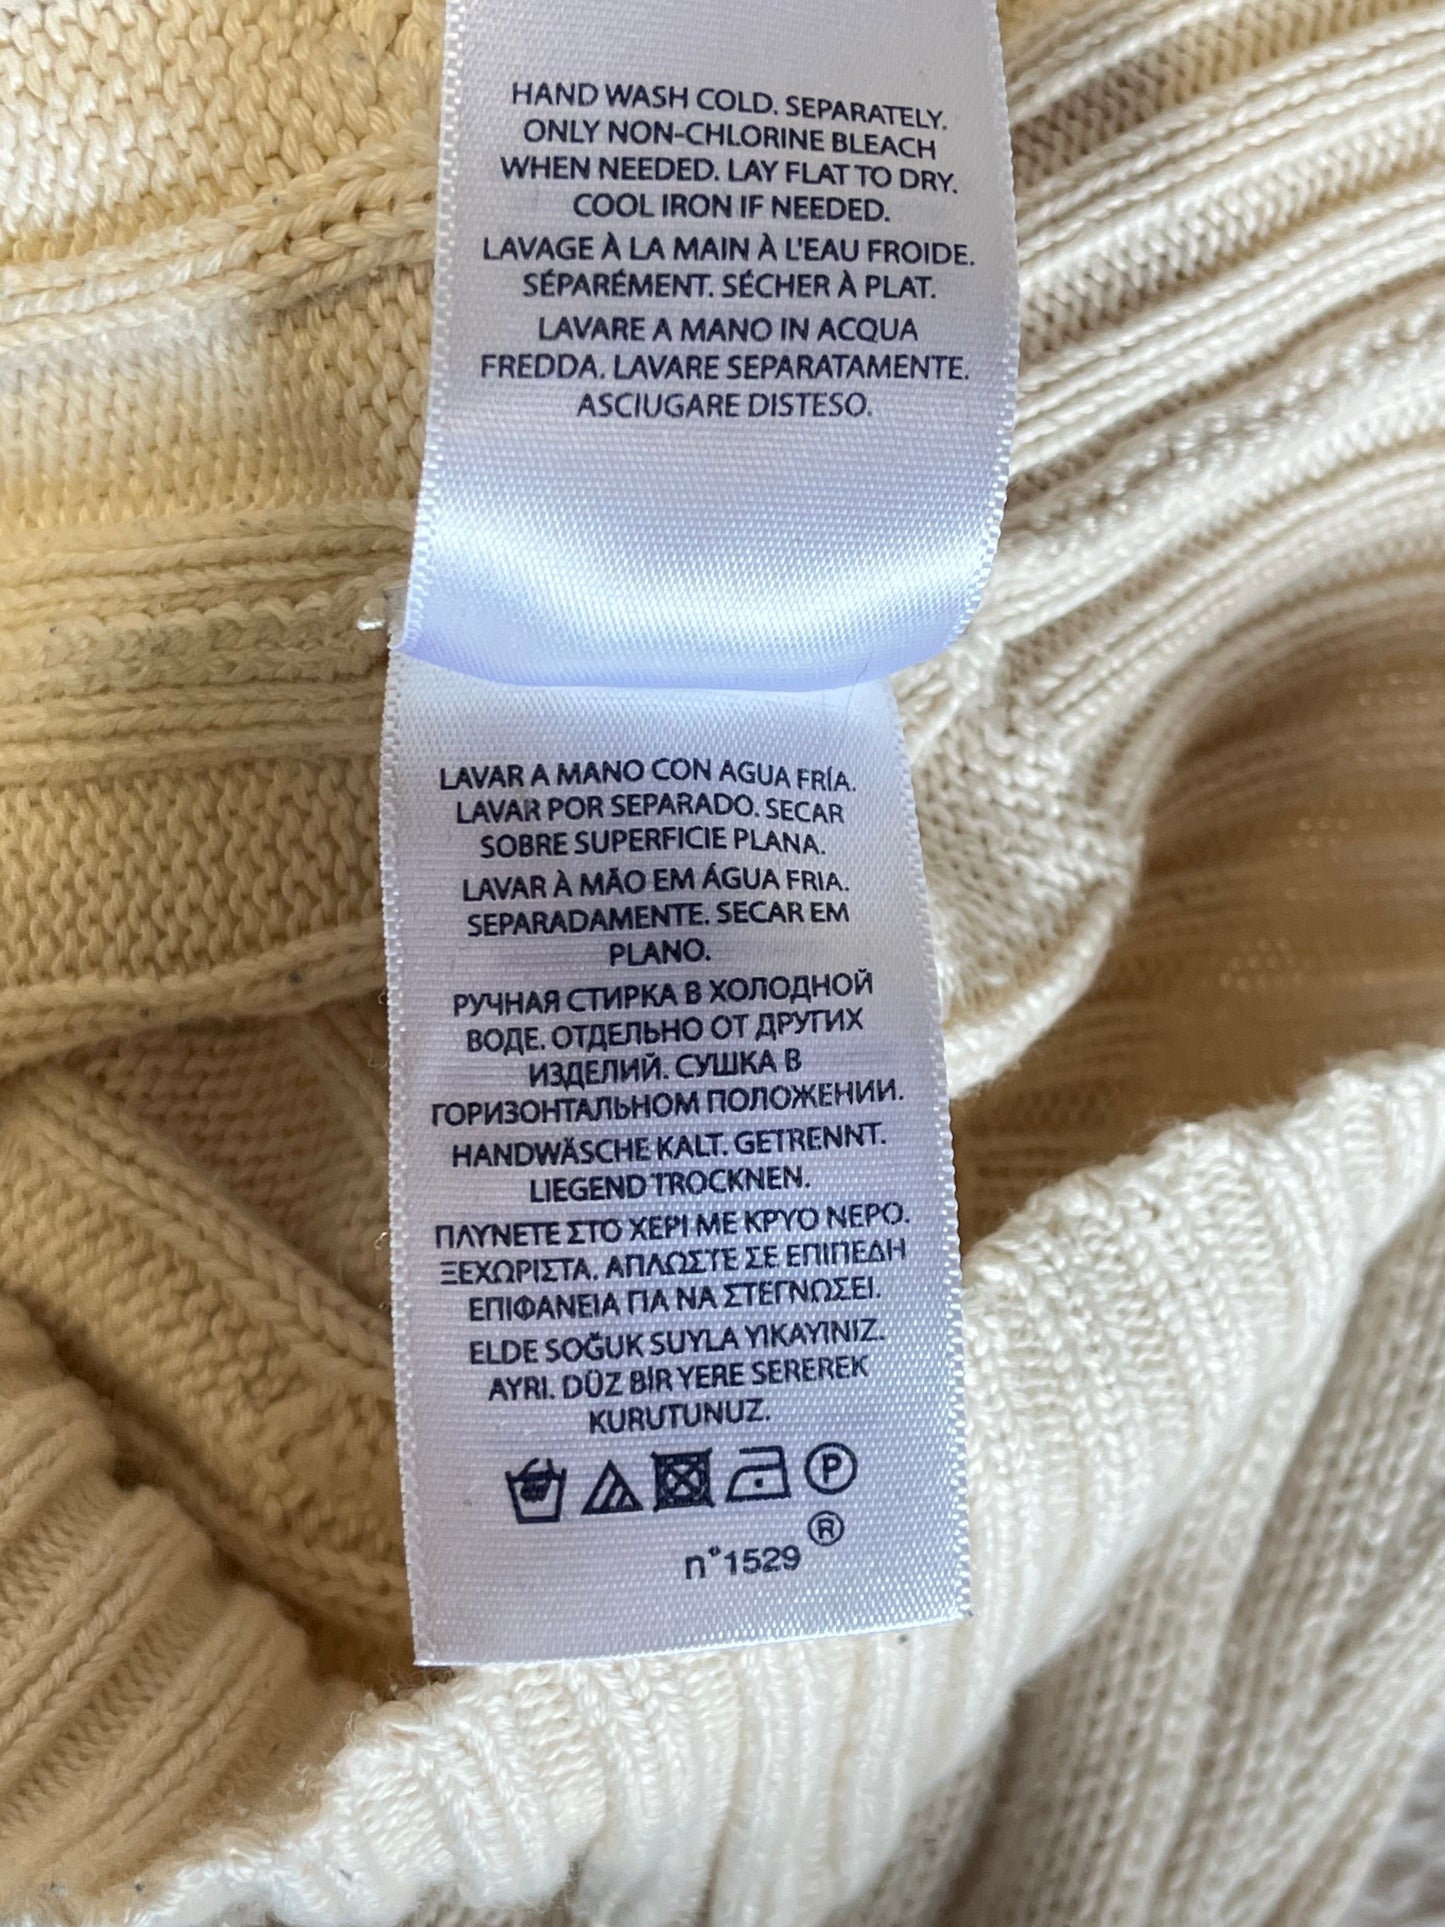 HAND WASH COLD. SEPARATELY.
ONLY NON-CHLORINE BLEACH
WHEN NEEDED. LAY FLAT TO DRY.
COOL IRON IF NEEDED.
LAVAGE À LA MAIN À L'EAU FROIDE.
SÉPARÉMENT. SÉCHER À PLAT.
LAVARE A MANO IN ACQUA
FREDDA. LAVARE SEPARATAMENTE.
ASCIUGARE DISTESO.
LAVAR A MANO CON AGUA FRÍA.
LAVAR POR SEPARADO. SECAR
SOBRE SUPERFICIE PLANA.
LAVAR À MÃO EM ÁGUA FRIA.
SEPARADAMENTE. SECAR EM
PLANO.
РУЧНАЯ СТИРКА В ХОЛОДНОЙ
ВОДЕ. ОТДЕЛЬНО ОТ ДРУГИХ
ИЗДЕЛИЙ. СУШКА В
ГОРИЗОНТАЛЬНОМ ПОЛОЖЕНИИ.
HANDWÄSCHE KALT. GETRENNT.
LIEGEND TROCKNEN.
ΠΛΥΝΕΤΕ ΣΤΟ ΧΕΡΙ ΜΕ ΚΡΥΟ ΝΕΡΟ.
ΞΕΧΩΡΙΣΤΑ. ΑΠΛΩΣΤΕ ΣΕ ΕΠΙΠΕΔΗ
ΕΠΙΦΑΝΕΙΑ ΓΙΑ ΝΑ ΣΤΕΓΝΩΣΕΙ.
ELDE SOĞUK SUYLA YIKAYINIZ.
AYRI. DÜZ BİR YERE SEREREK
KURUTUNUZ.
P
®
n°1529